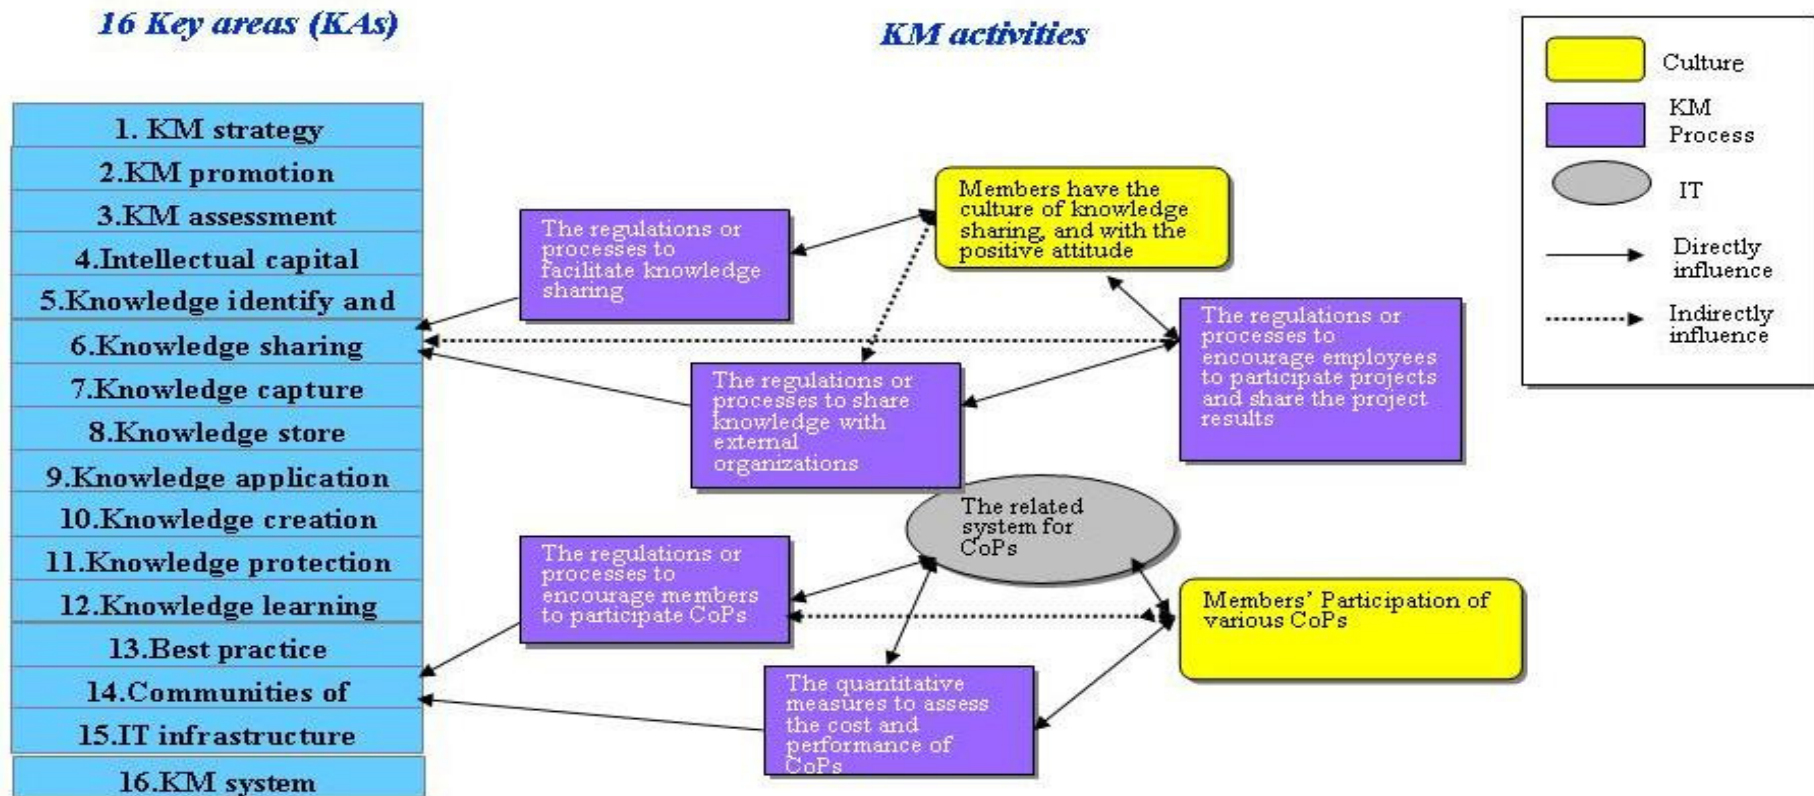 16 Key areas (KAs)
KM activities
1. KM strategy
2.KM promotion
3.KM assessment
4.Intellectual capital
5.Knowledge identify and
6.Knowledge sharing
7.Knowledge capture
8.Knowledge store
9.Knowledge application
10.Knowledge creation
11.Knowledge protection
12.Knowledge learning
13.Best practice
14.Communities of
15.IT infrastructure
16.KM system
The regulations or
processes to
facilitate knowledge
sharing
Members have the
culture of knowledge
sharing, and with the
positive attitude
The regulations or
processes to share
knowledge with
external
organizations
The regulations or
processes to
encourage employees
to participate projects
and share the project
results
The related
system for
CoPs
The regulations or
processes to
encourage members
to participate CoPs
Members' Participation of
various CoPs
The quantitative
measures to assess
the cost and
performance of
CoPs
Culture
KM
Process
IT
Directly
influence
Indirectly
influence